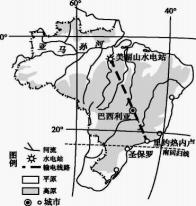 60°
40°
0°
亚马孙河
美丽山水电站
巴西利亚
20°
里约热内卢
南回归线
圣保罗
图例
河流
水电站
输电线路
平原
高原
城市